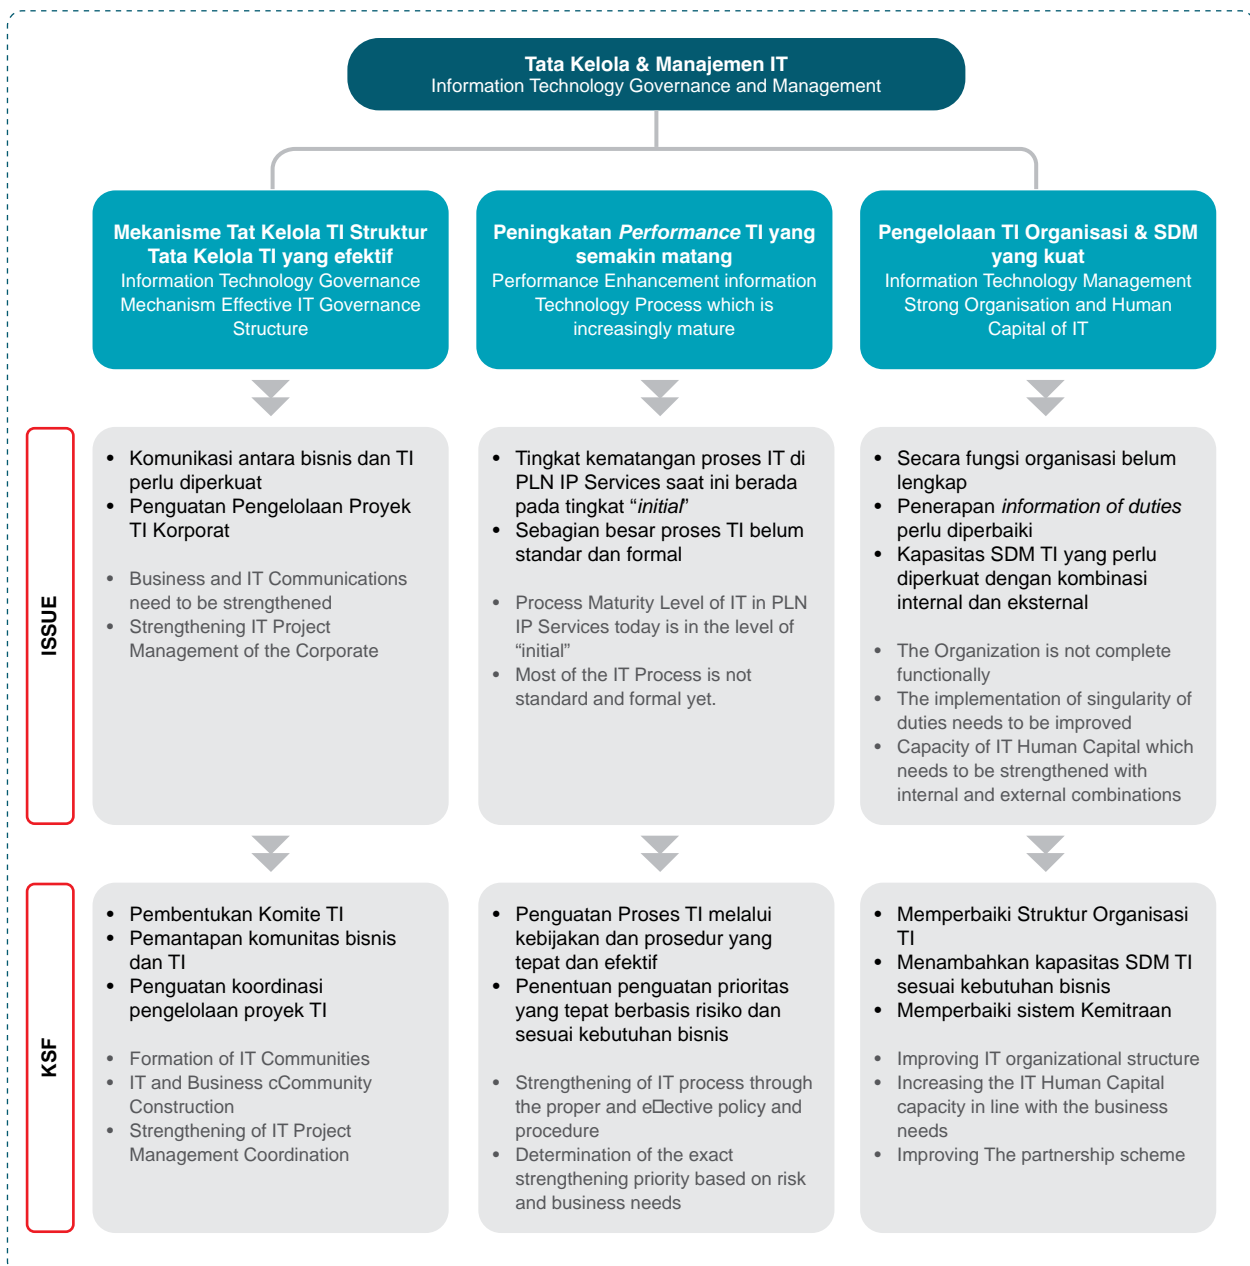 Tata Kelola & Manajemen IT
Information Technology Governance and Management
Mekanisme Tat Kelola TI Struktur
Tata Kelola TI yang efektif
Information Technology Governance
Mechanism Effective IT Governance
Structure
Peningkatan Performance TI yang
semakin matang
Performance Enhancement information
Technology Process which is
increasingly mature
Pengelolaan TI Organisasi & SDM
yang kuat
Information Technology Management
Strong Organisation and Human
Capital of IT
ISSUE
• Komunikasi antara bisnis dan TI
perlu diperkuat
• Penguatan Pengelolaan Proyek
TI Korporat
• Business and IT Communications
need to be strengthened
• Strengthening IT Project
Management of the Corporate
• Tingkat kematangan proses IT di
PLN IP Services saat ini berada
pada tingkat “initial”
• Sebagian besar proses TI belum
standar dan formal
• Process Maturity Level of IT in PLN
IP Services today is in the level of
“initial”
• Most of the IT Process is not
standard and formal yet.
• Secara fungsi organisasi belum
lengkap
• Penerapan information of duties
perlu diperbaiki
• Kapasitas SDM TI yang perlu
diperkuat dengan kombinasi
internal dan eksternal
• The Organization is not complete
functionally
• The implementation of singularity of
duties needs to be improved
• Capacity of IT Human Capital which
needs to be strengthened with
internal and external combinations
KSF
• Pembentukan Komite TI
• Pemantapan komunitas bisnis
dan TI
• Penguatan koordinasi
pengelolaan proyek TI
• Formation of IT Communities
• IT and Business cCommunity
Construction
• Strengthening of IT Project
Management Coordination
• Penguatan Proses TI melalui
kebijakan dan prosedur yang
tepat dan efektif
• Penentuan penguatan prioritas
yang tepat berbasis risiko dan
sesuai kebutuhan bisnis
• Strengthening of IT process through
the proper and e□ective policy and
procedure
• Determination of the exact
strengthening priority based on risk
and business needs
• Memperbaiki Struktur Organisasi
TI
• Menambahkan kapasitas SDM TI
sesuai kebutuhan bisnis
• Memperbaiki sistem Kemitraan
• Improving IT organizational structure
• Increasing the IT Human Capital
capacity in line with the business
needs
• Improving The partnership scheme